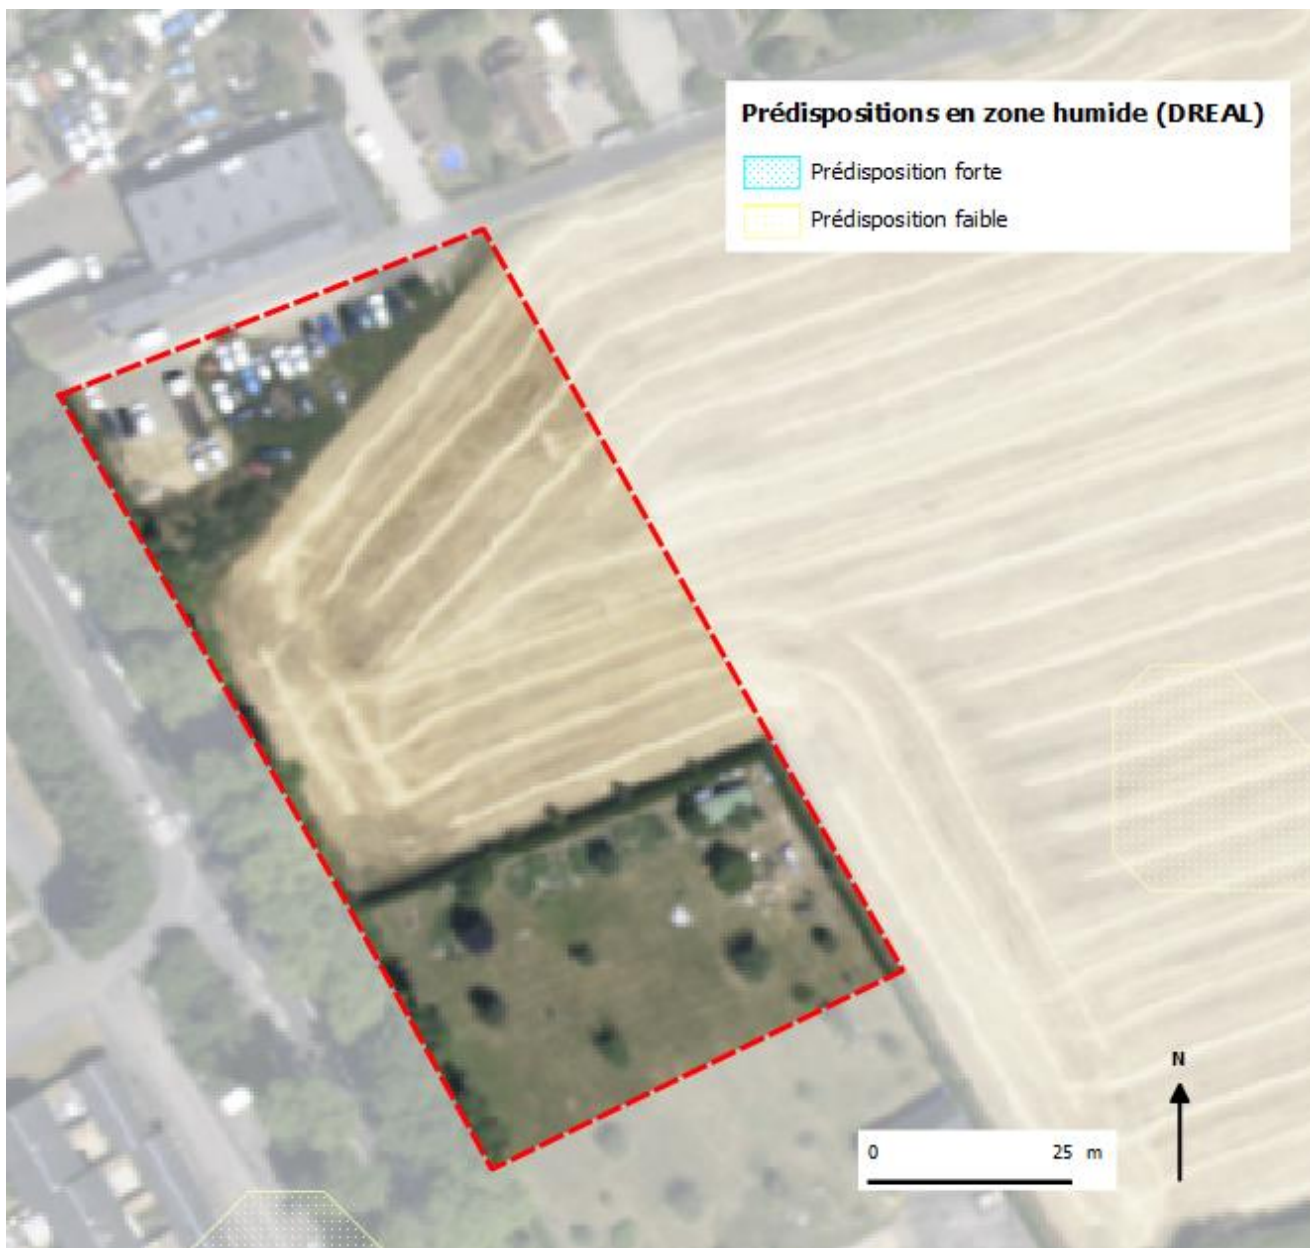 Prédispositions en zone humide (DREAL)
Prédisposition forte
Prédisposition faible
N
0 25 m